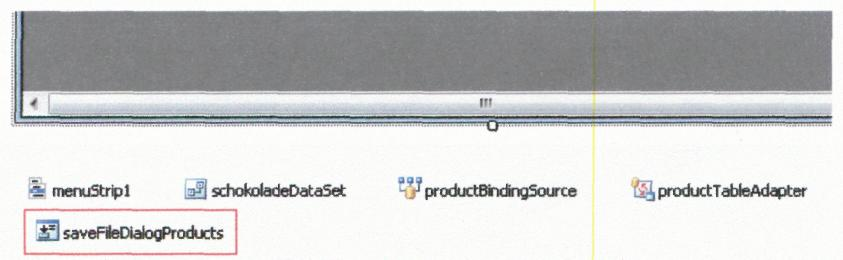 menuStrip1 schokoladeDataSet productBindingSource productTableAdapter
saveFileDialogProducts